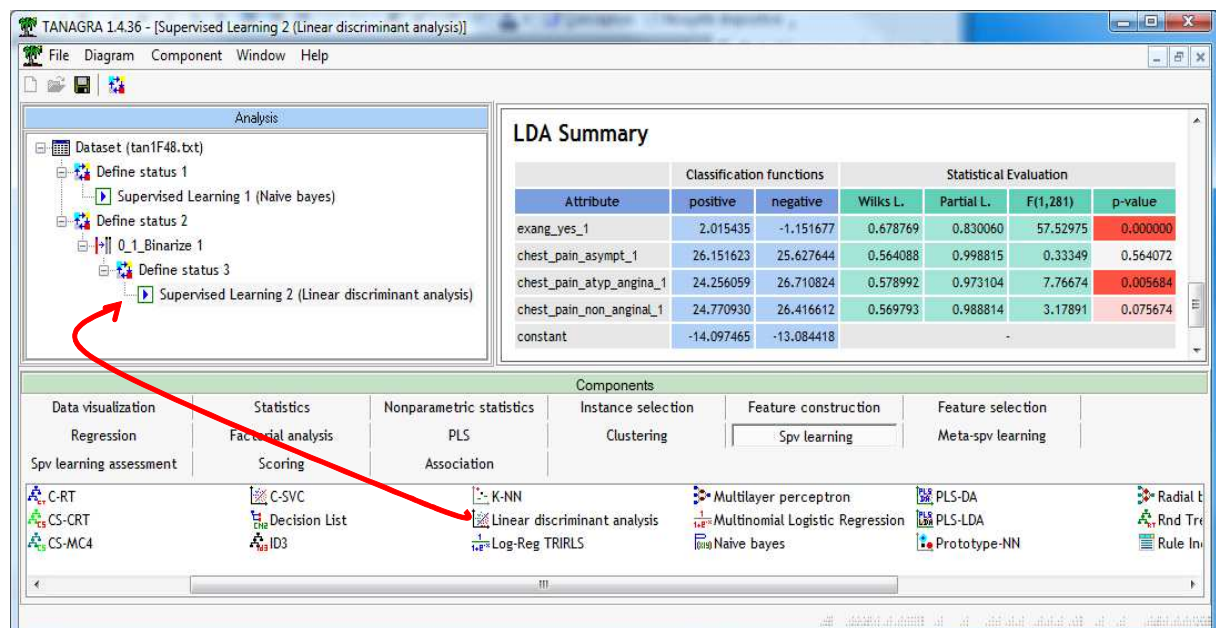 TANAGRA 1.4.36 - [Supervised Learning 2 (Linear discriminant analysis)]
File Diagram Component Window Help
Analysis
Dataset (tan1F48.txt)
Define status 1
Supervised Learning 1 (Naive bayes)
Define status 2
0_1_Binarize 1
Define status 3
Supervised Learning 2 (Linear discriminant analysis)
LDA Summary
Classification functions Statistical Evaluation
Attribute positive negative Wilks L. Partial L. F(1,281) p-value
exang_yes_1 2.015435 -1.151677 0.678769 0.830060 57.52975 0.000000
chest_pain_asympt_1 26.151623 25.627644 0.564088 0.998815 0.33349 0.564072
chest_pain_atyp_angina_1 24.256059 26.710824 0.578992 0.973104 7.76674 0.005684
chest_pain_non_anginal_1 24.770930 26.416612 0.569793 0.988814 3.17891 0.075674
constant -14.097465 -13.084418 -
Components
Data visualization Statistics Nonparametric statistics Instance selection Feature construction Feature selection
Regression Factorial analysis PLS Clustering Spv learning Meta-spv learning
Spv learning assessment Scoring Association
C-RT C-SVC K-NN Multilayer perceptron PLS-DA Radial
CS-CRT Decision List Linear discriminant analysis Multinomial Logistic Regression PLS-LDA Rnd
CS-MC4 ID3 Log-Reg TRIRLS Naive bayes Prototype-NN Rule